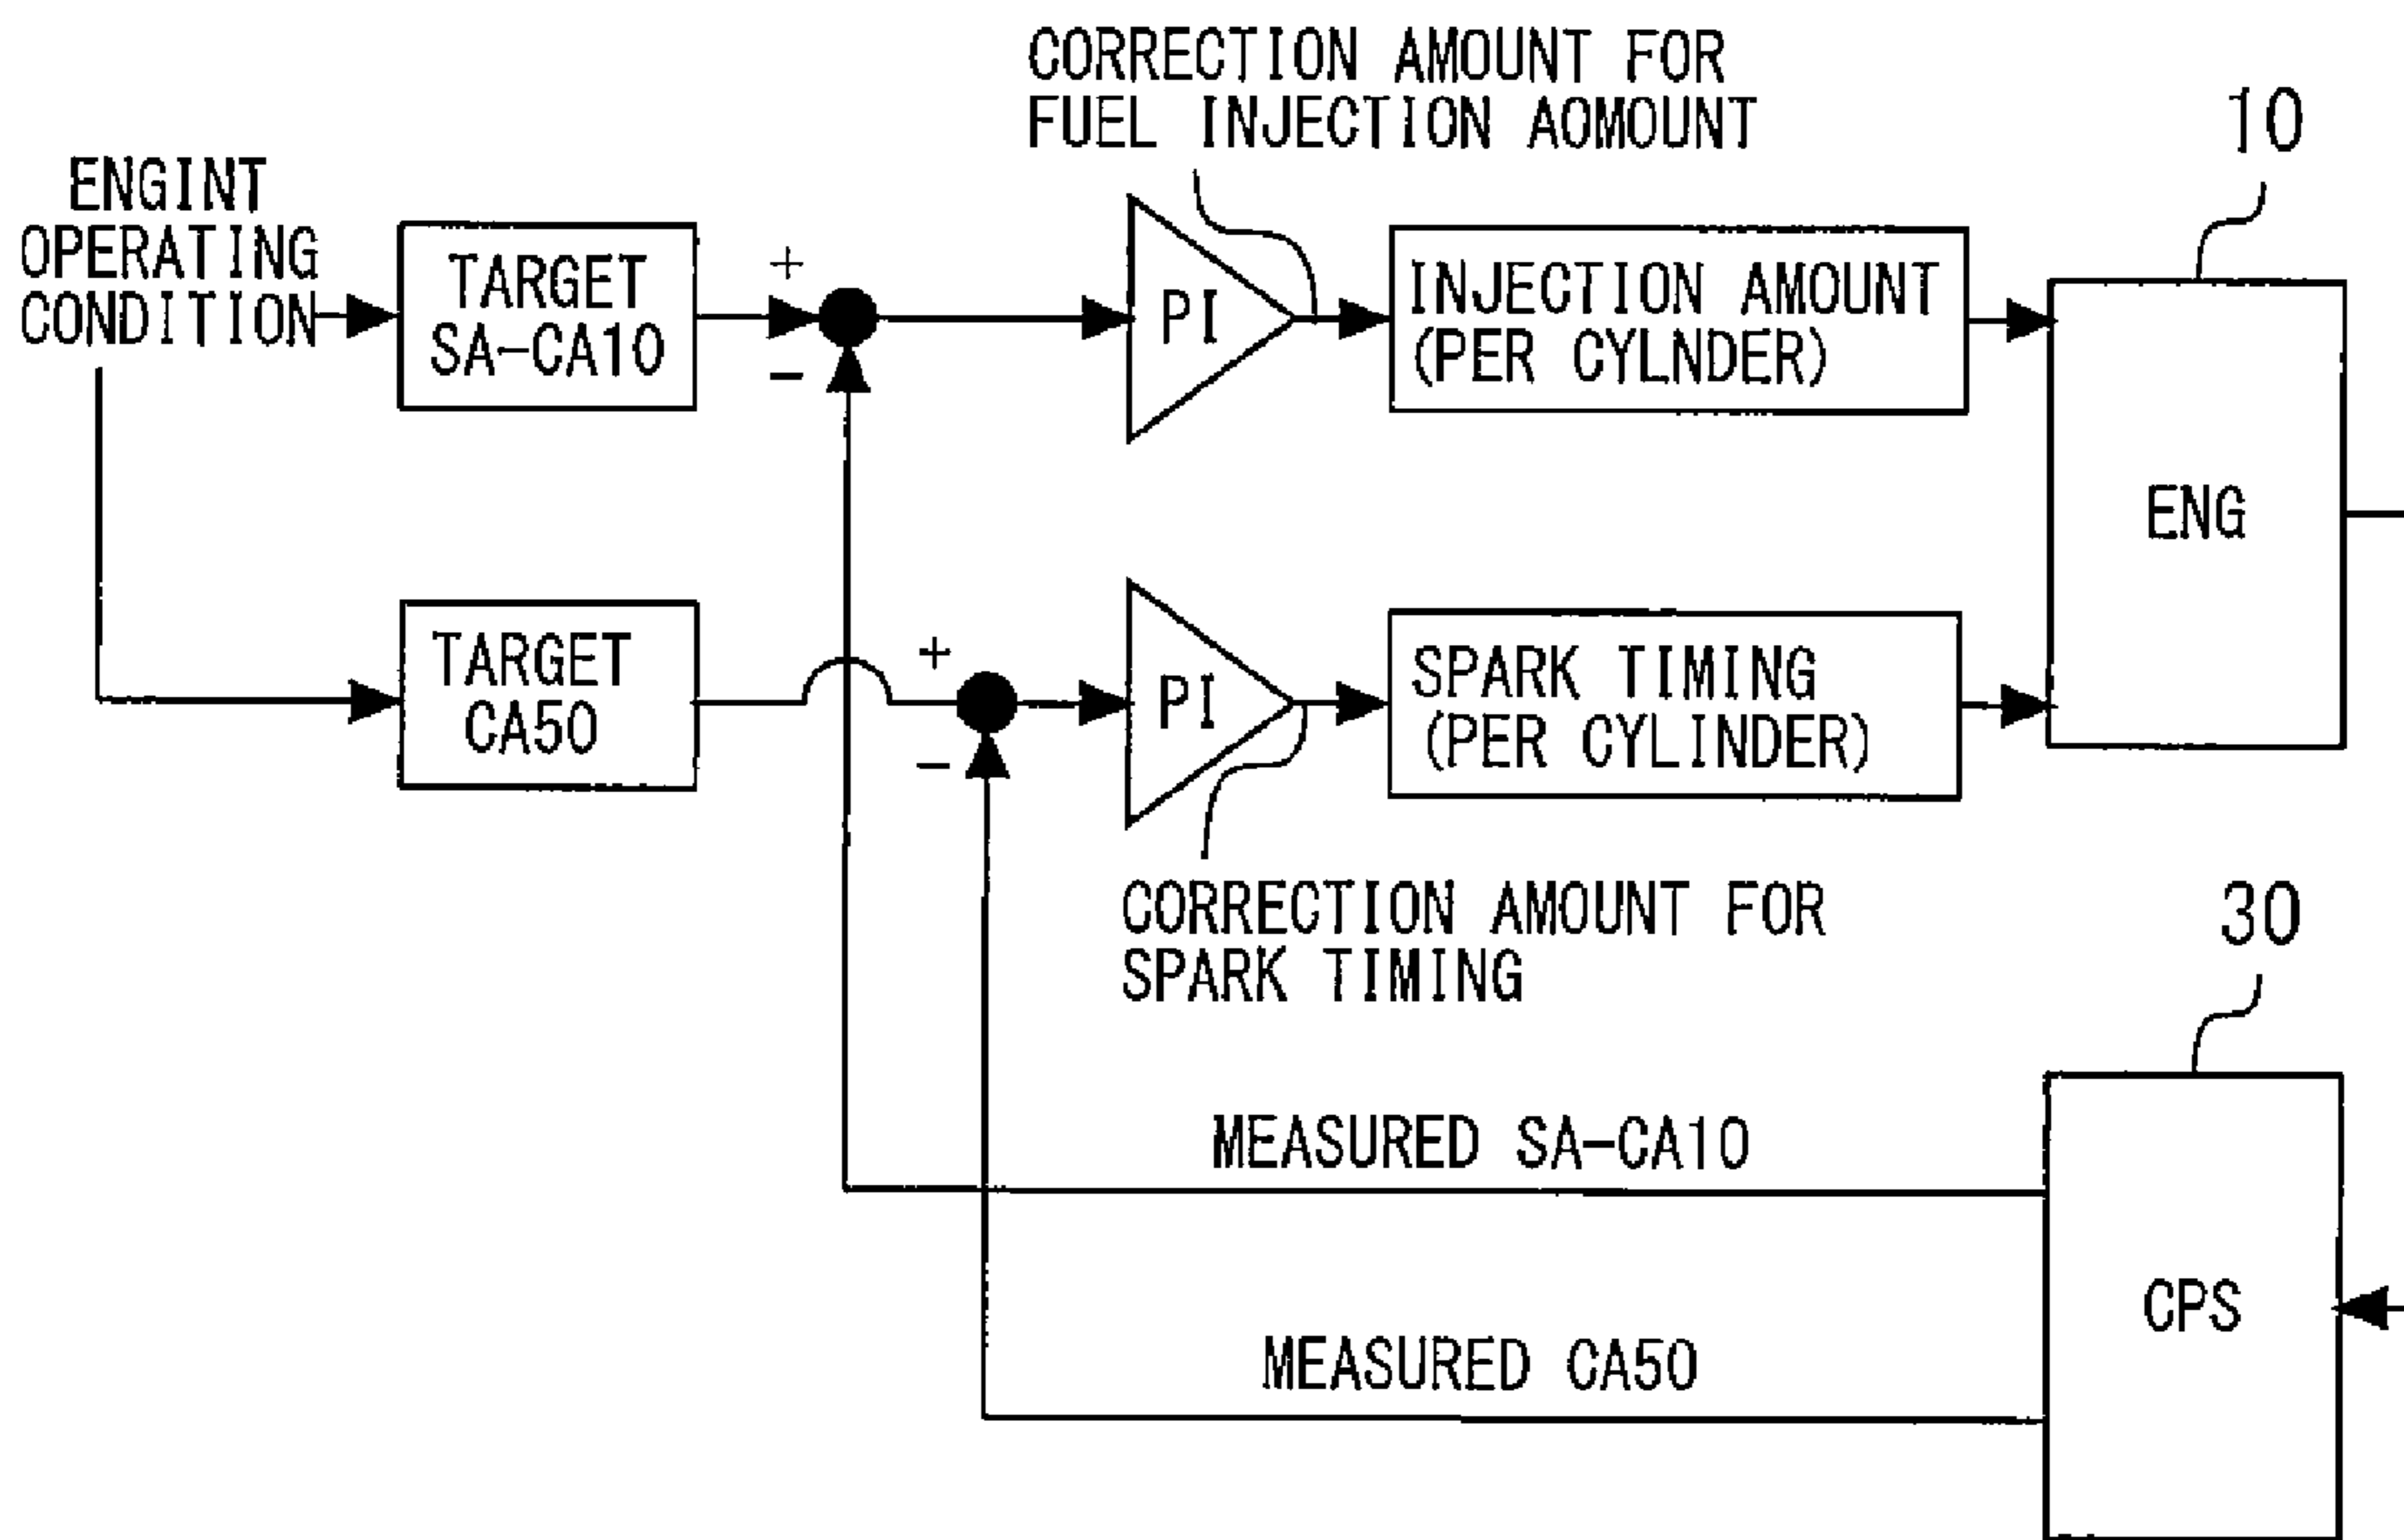 CORRECTION AMOUNT FOR
FUEL INJECTION AOMOUNT
10
ENGINT
OPERATING
CONDITION
TARGET
SA-CA10
+
-
PI
INJECTION AMOUNT
(PER CYLNDER)
ENG
TARGET
CA50
+
-
PI
SPARK TIMING
(PER CYLINDER)
CORRECTION AMOUNT FOR
SPARK TIMING
30
MEASURED SA-CA10
CPS
MEASURED CA50